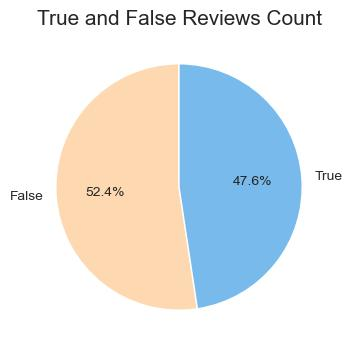 True and False Reviews Count
47.6%
True
52.4%
False